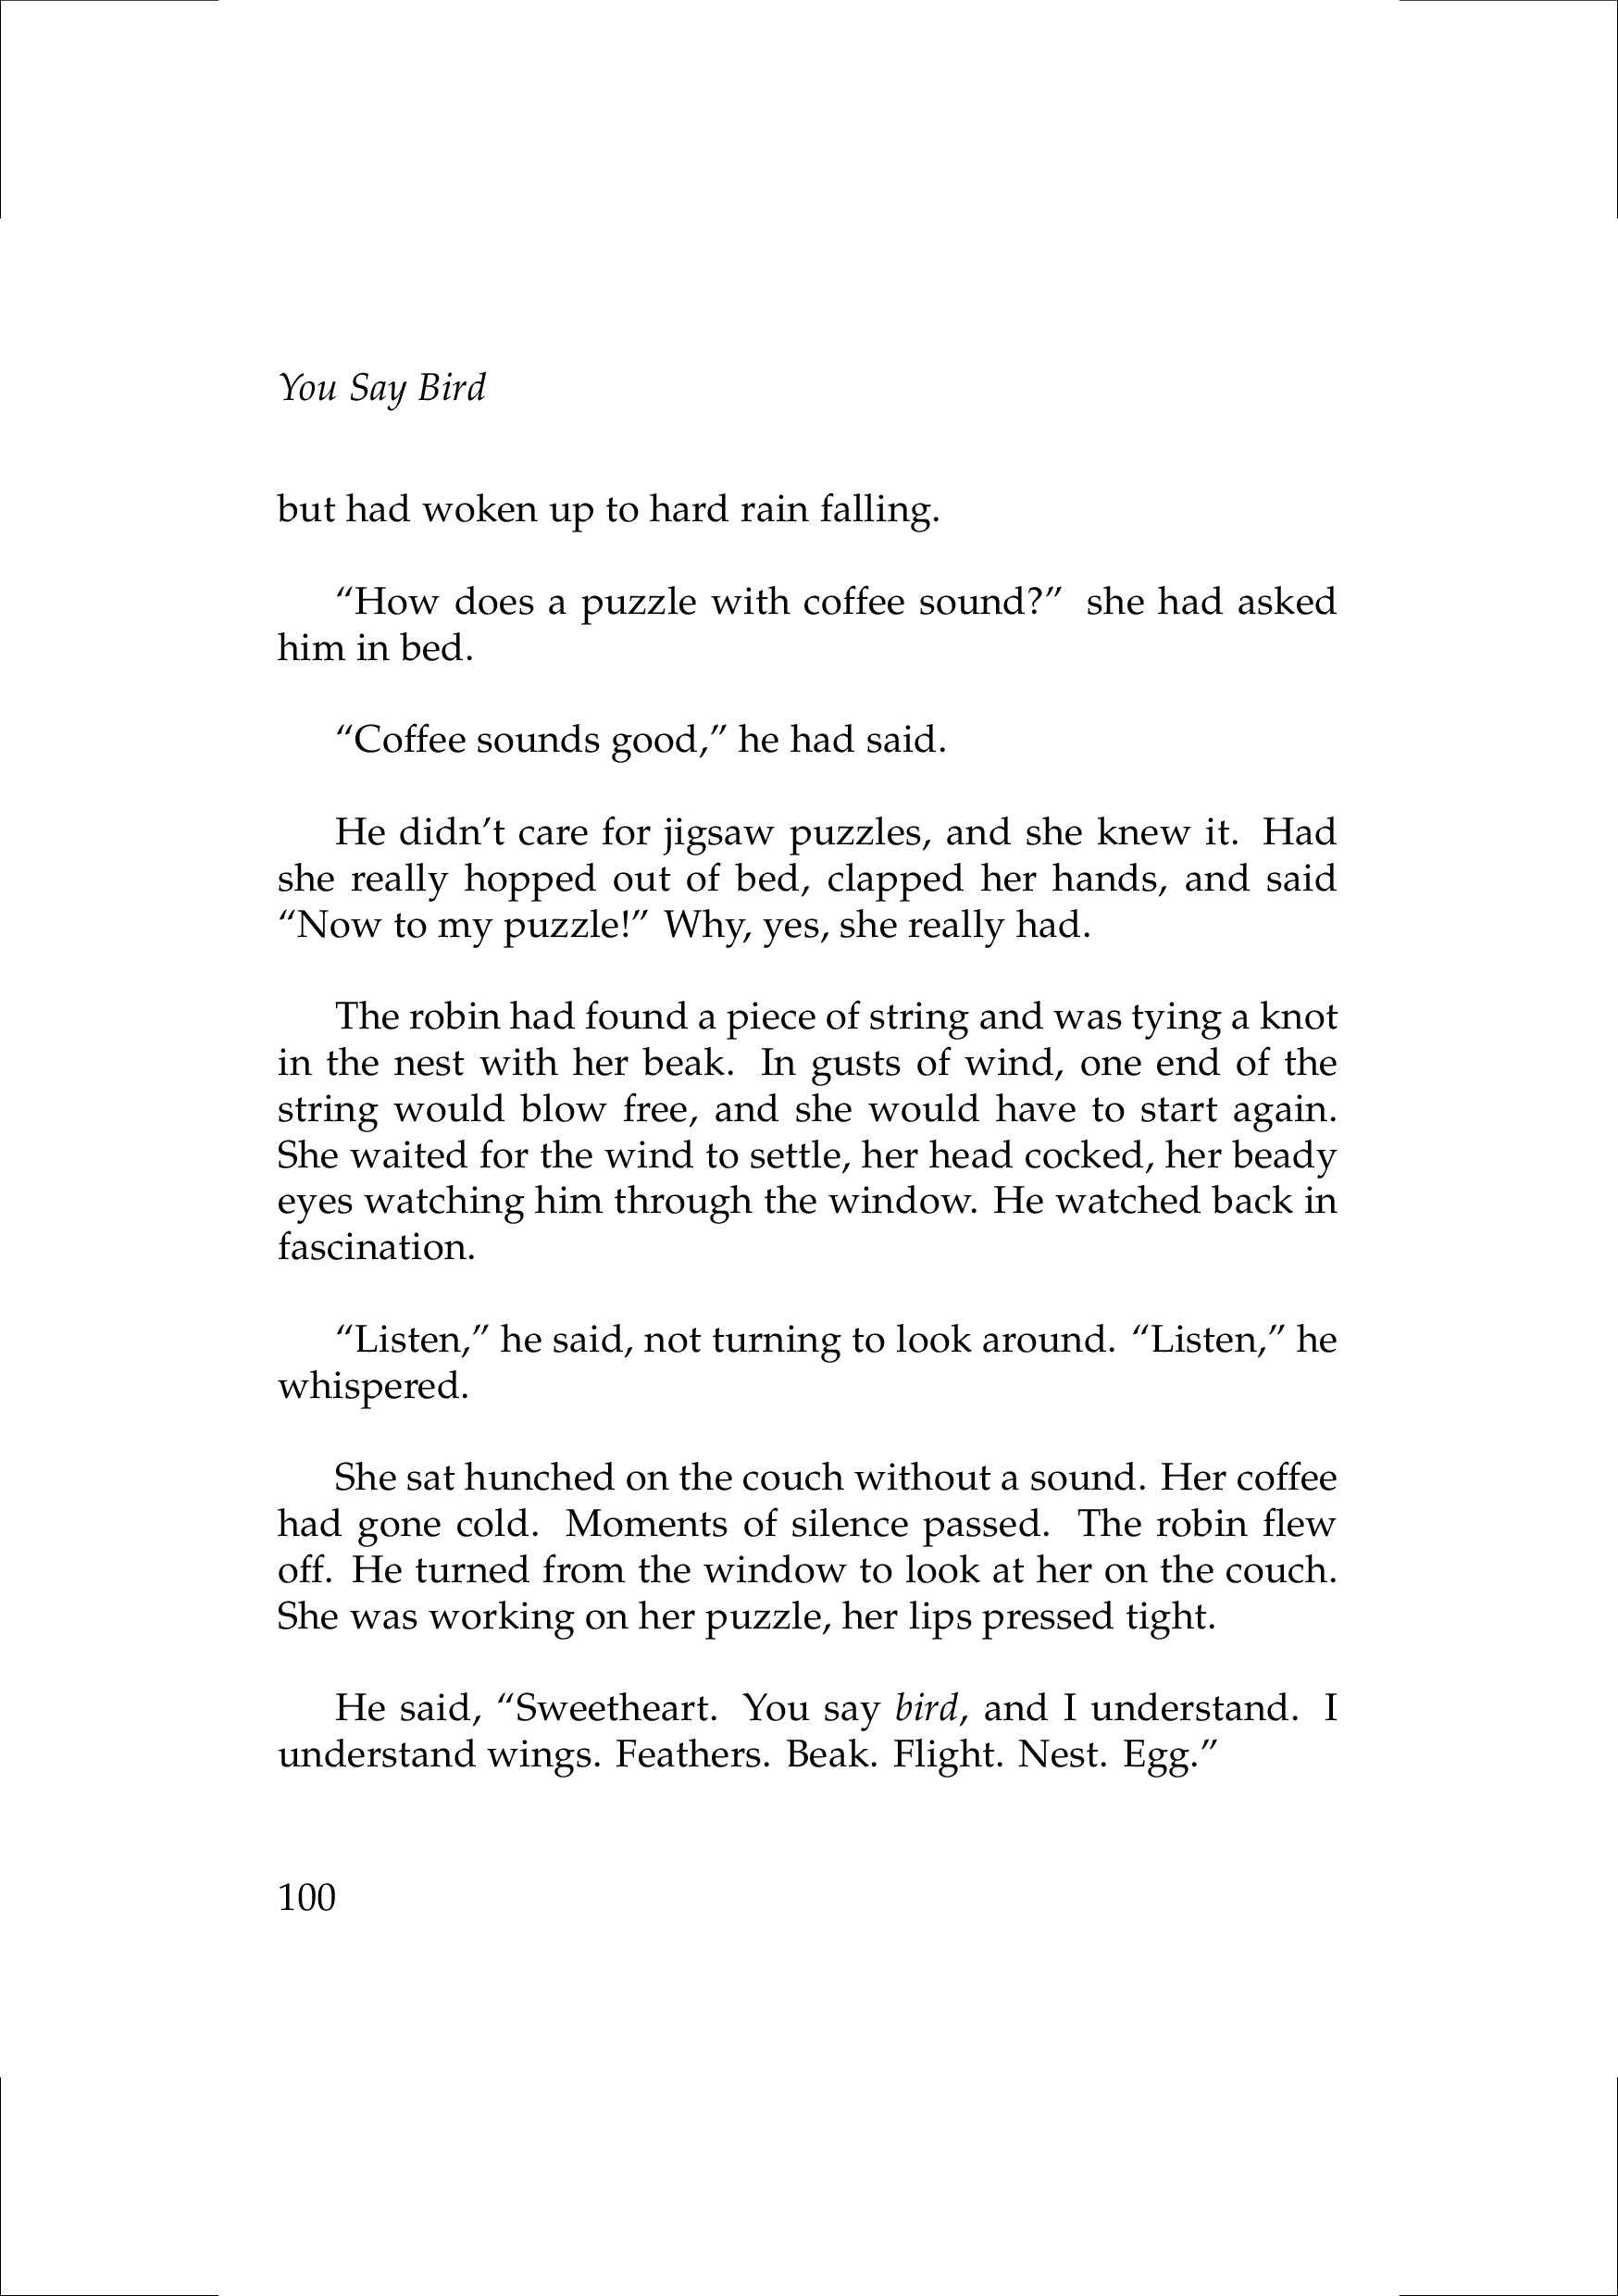 You Say Bird
but had woken up to hard rain falling.
“How does a puzzle with coffee sound?” she had asked
him in bed.
“Coffee sounds good,” he had said.
He didn’t care for jigsaw puzzles, and she knew it. Had
she really hopped out of bed, clapped her hands, and said
“Now to my puzzle!” Why, yes, she really had.
The robin had found a piece of string and was tying a knot
in the nest with her beak. In gusts of wind, one end of the
string would blow free, and she would have to start again.
She waited for the wind to settle, her head cocked, her beady
eyes watching him through the window. He watched back in
fascination.
“Listen,” he said, not turning to look around. “Listen,” he
whispered.
She sat hunched on the couch without a sound. Her coffee
had gone cold. Moments of silence passed. The robin flew
off. He turned from the window to look at her on the couch.
She was working on her puzzle, her lips pressed tight.
He said, “Sweetheart. You say bird, and I understand. I
understand wings. Feathers. Beak. Flight. Nest. Egg.”
100